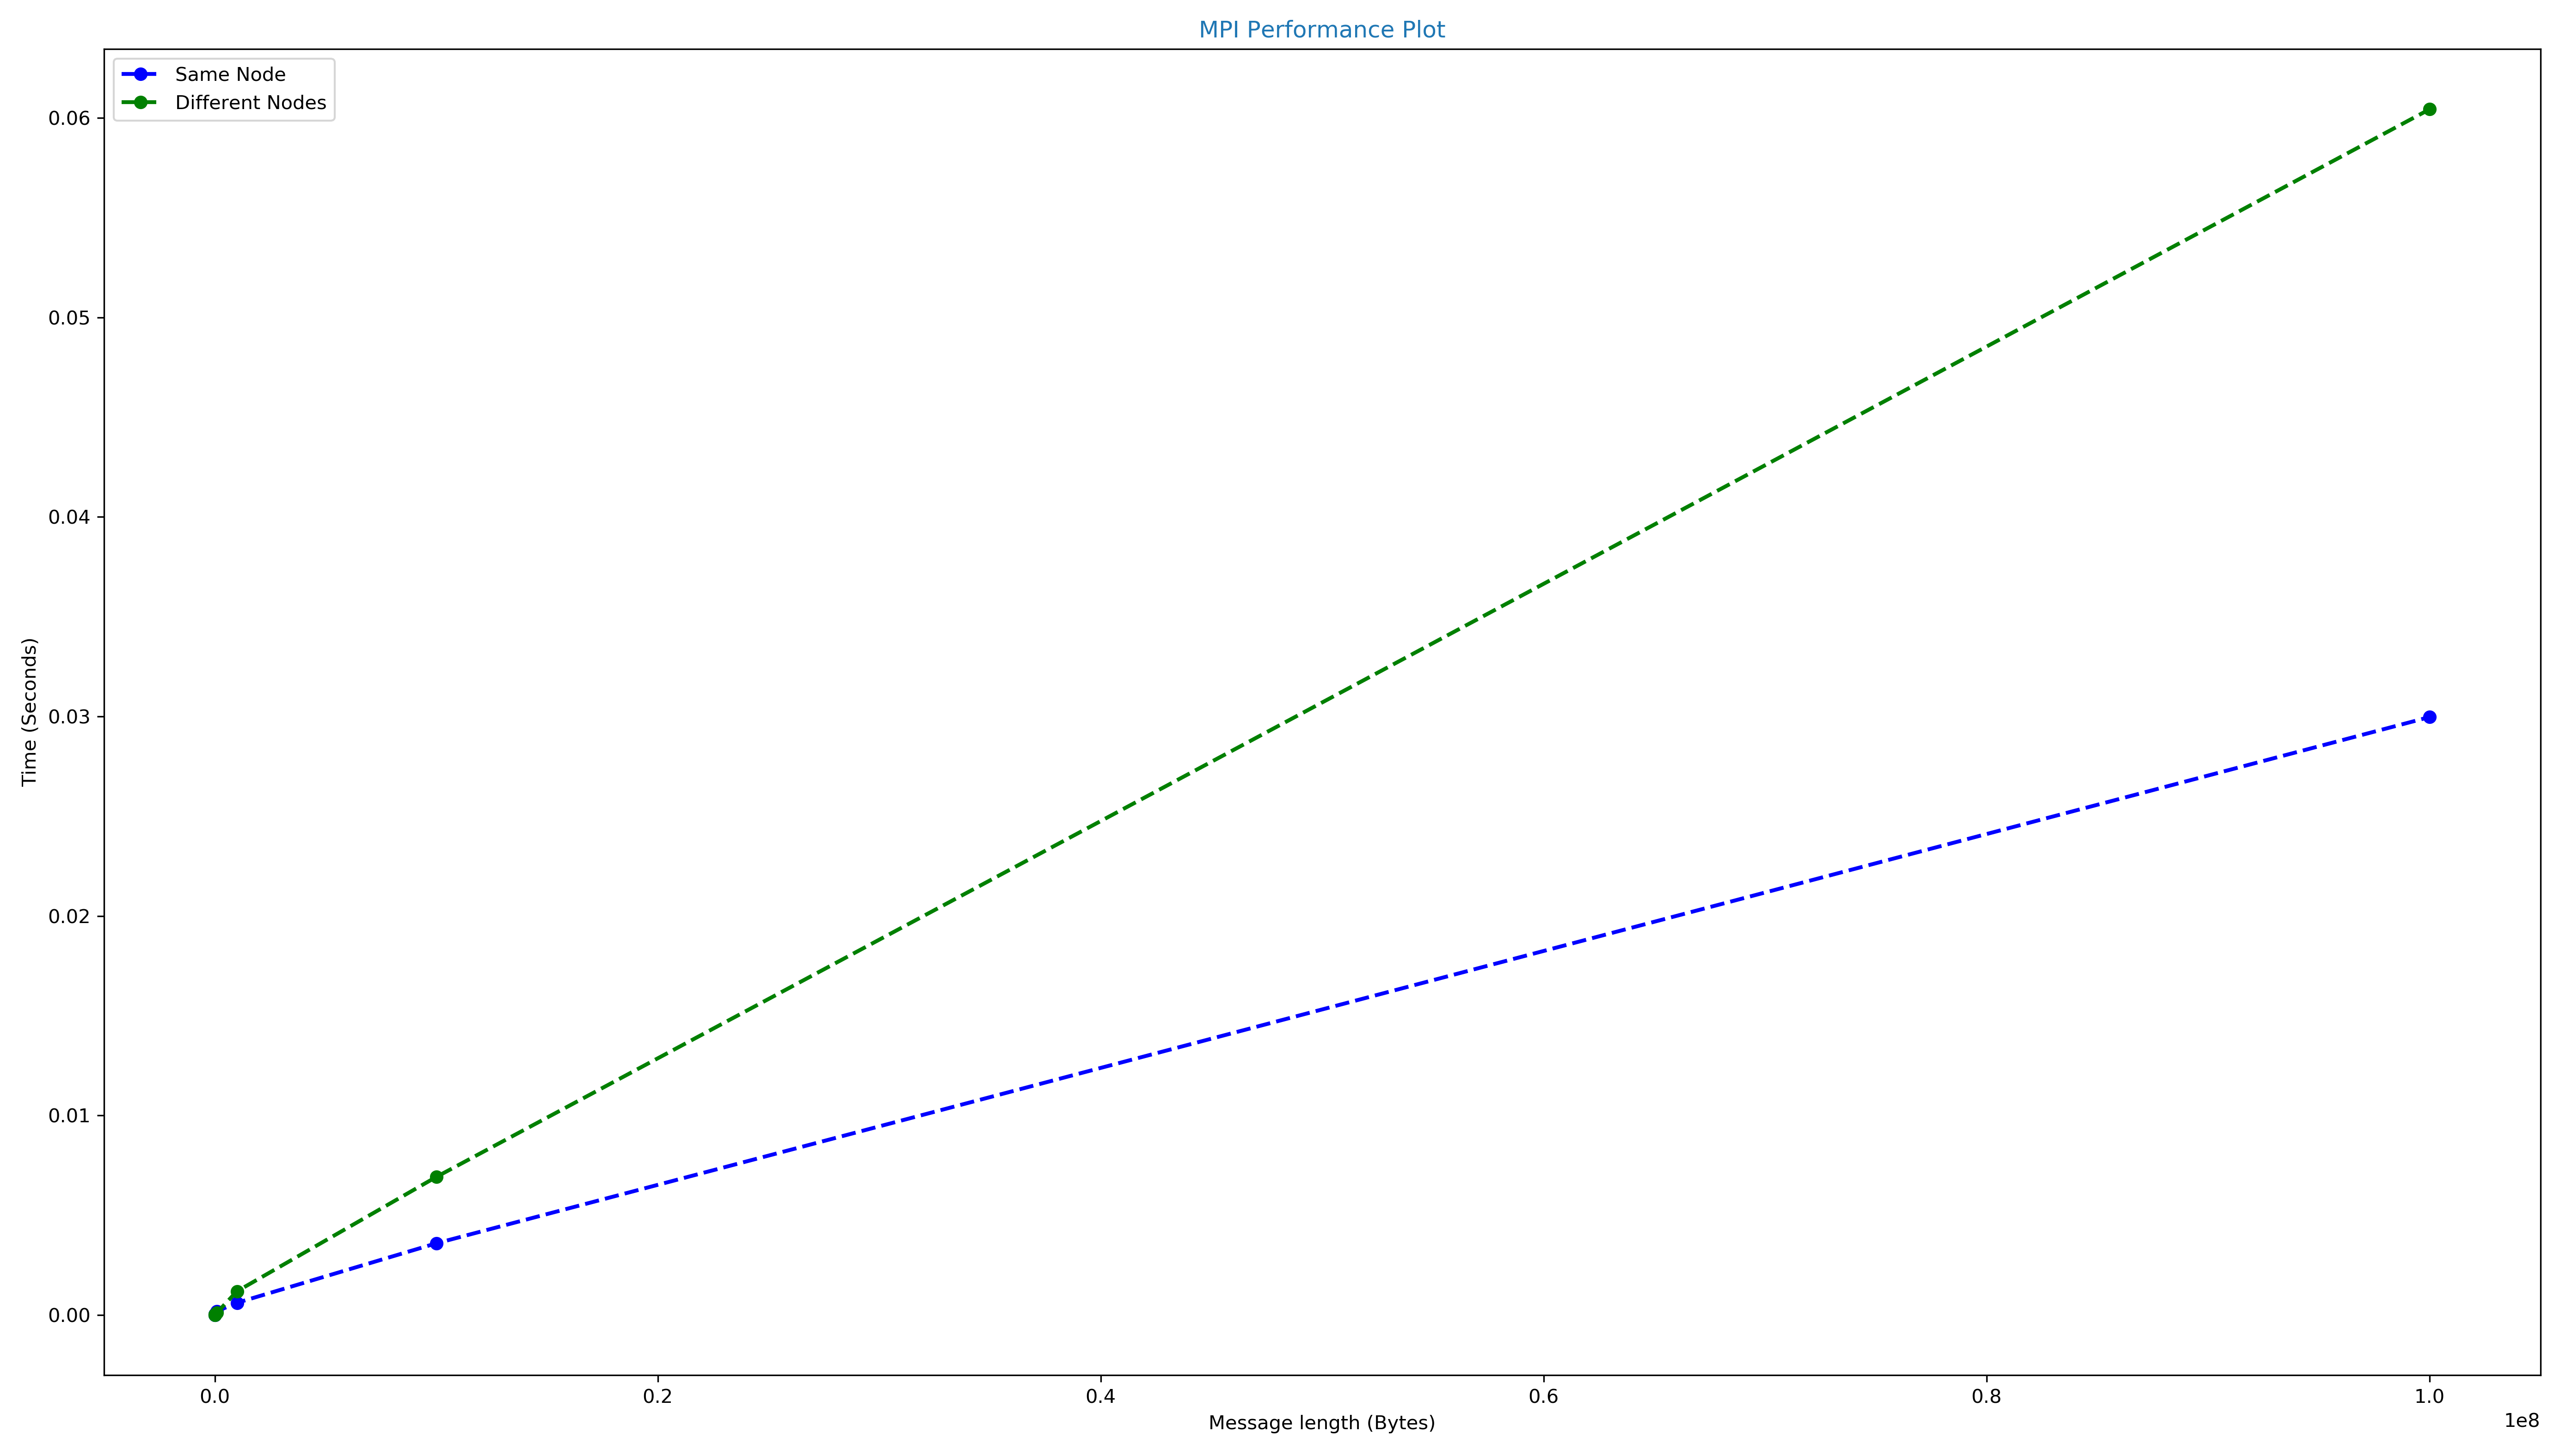 MPI Performance Plot
Same Node
Different Nodes
0.06
0.05
0.04
0.03
0.02
0.01
0.00
Time (Seconds)
0.0 0.2 0.4 0.6 0.8 1.0
1e8
Message length (Bytes)